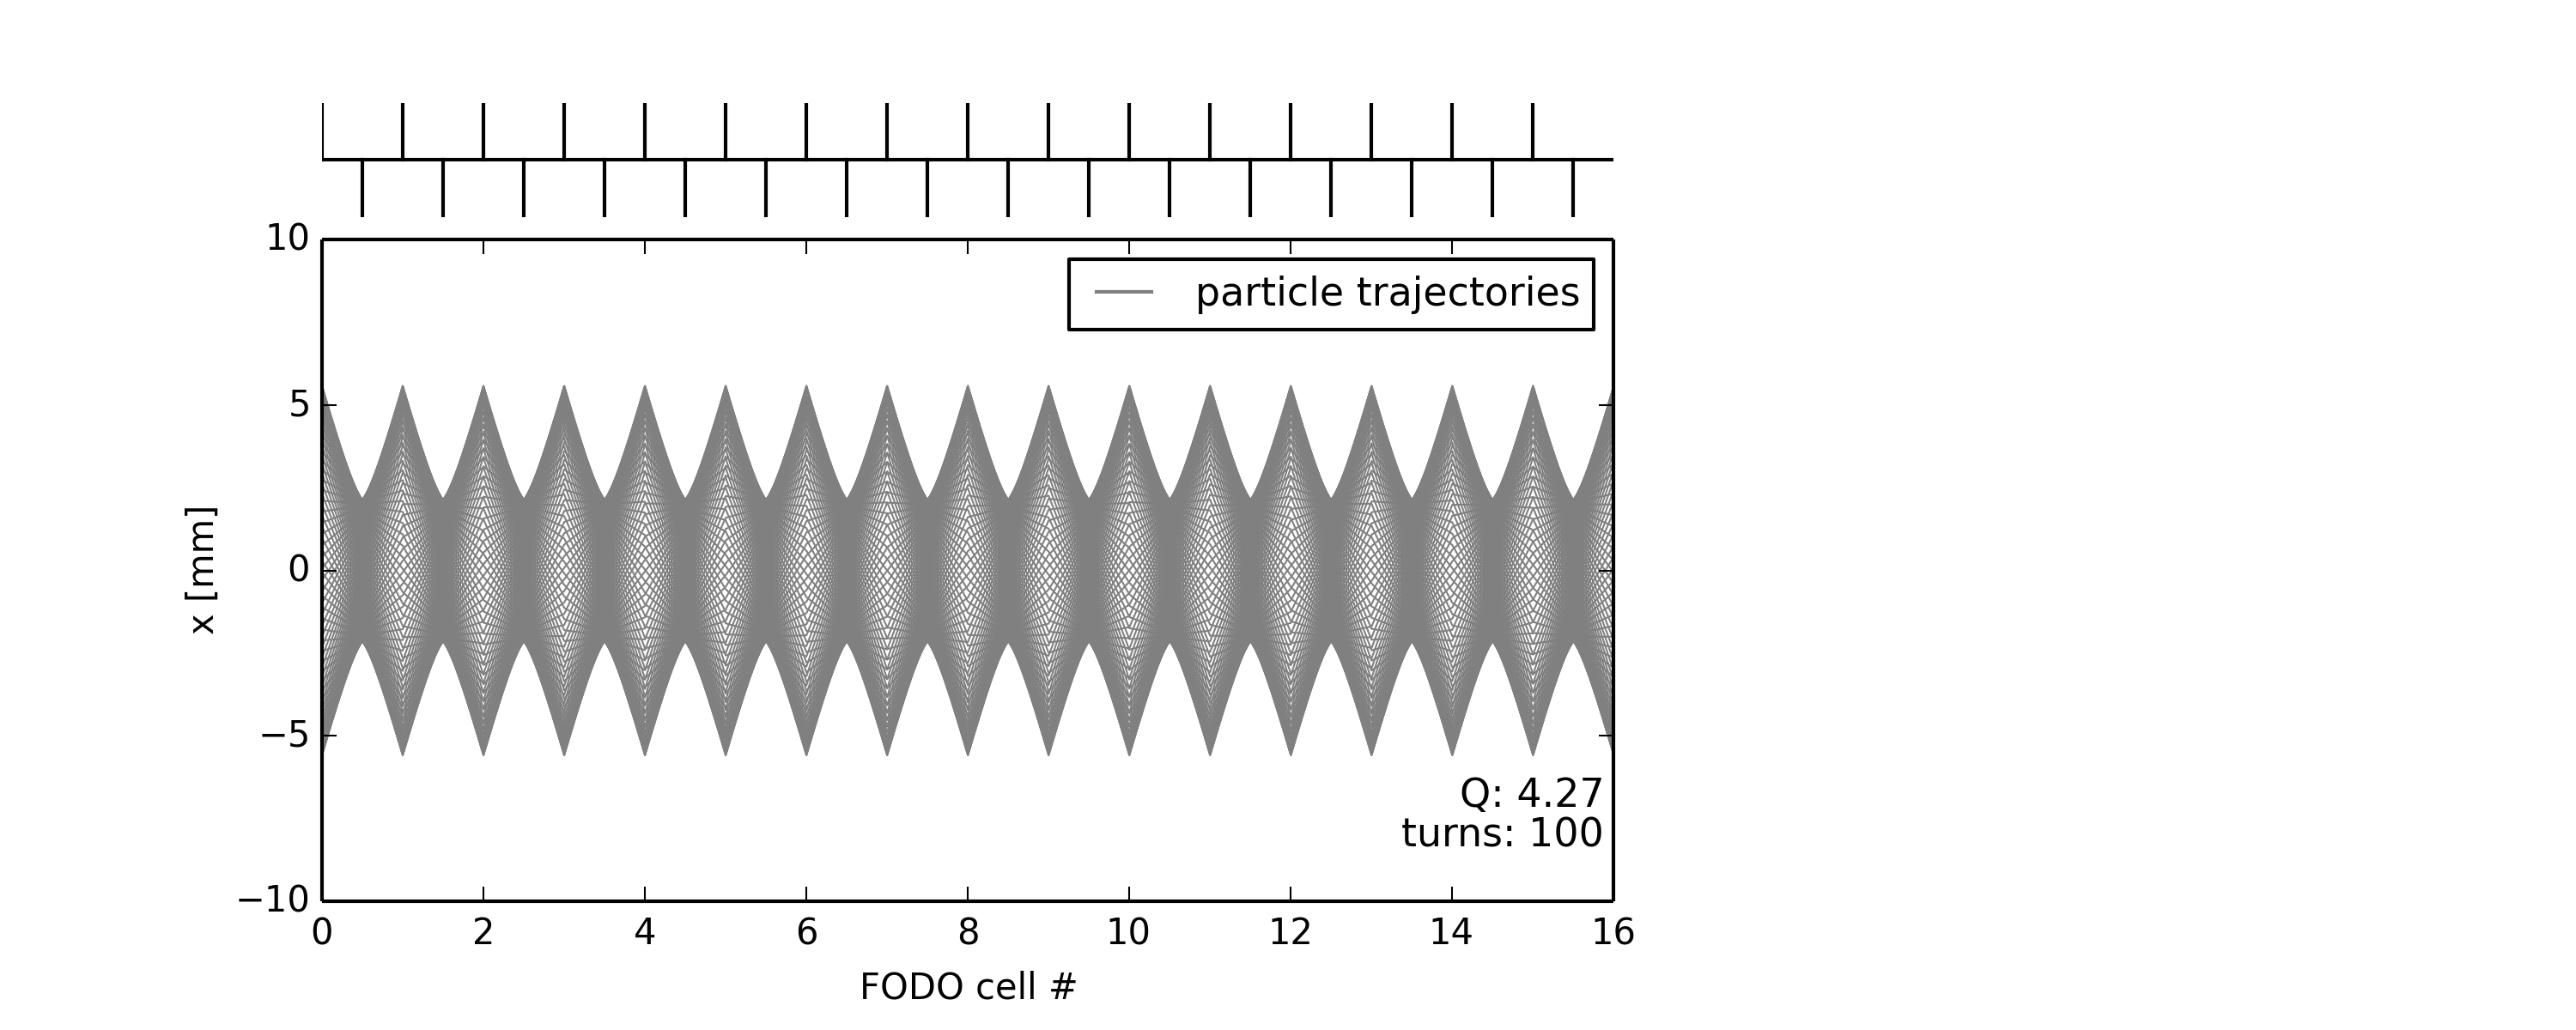 10
particle trajectories
5
0
−5
−10
x [mm]
Q: 4.27
turns: 100
0 2 4 6 8 10 12 14 16
FODO cell #